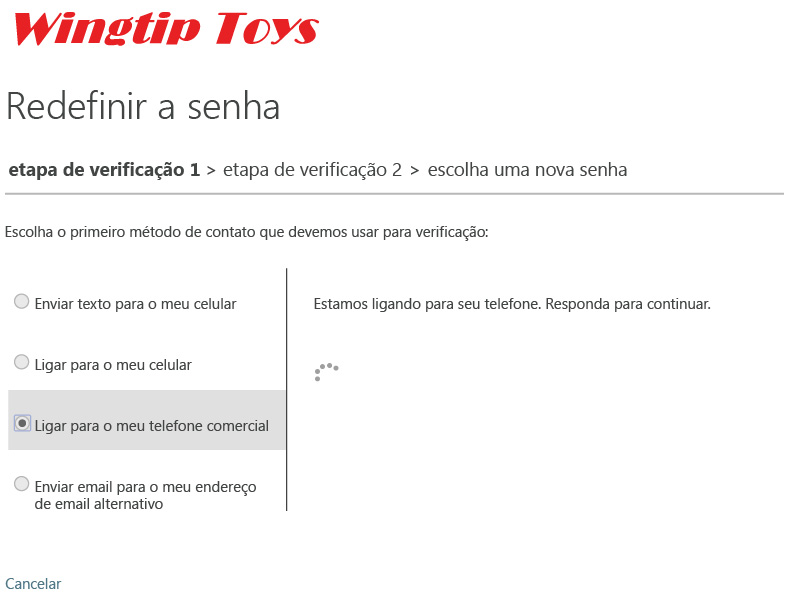 Wingtip Toys
Redefinir a senha
etapa de verificação 1 > etapa de verificação 2 > escolha uma nova senha
Escolha o primeiro método de contato que devemos usar para verificação:
Enviar texto para o meu celular
Ligar para o meu celular
Ligar para o meu telefone comercial
Enviar email para o meu endereço
de email alternativo
Estamos ligando para seu telefone. Responda para continuar.
Cancelar